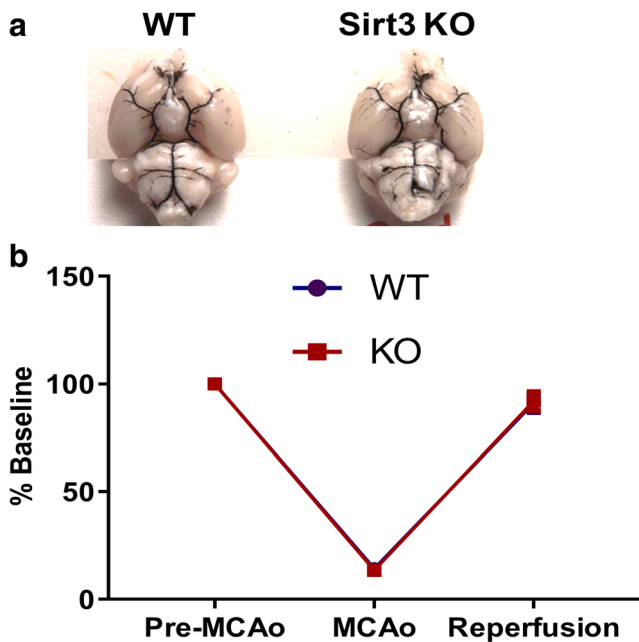 a
WT
Sirt3 KO
b
150
100
50
0
% Baseline
WT
KO
Pre-MCAo
MCAo
Reperfusion